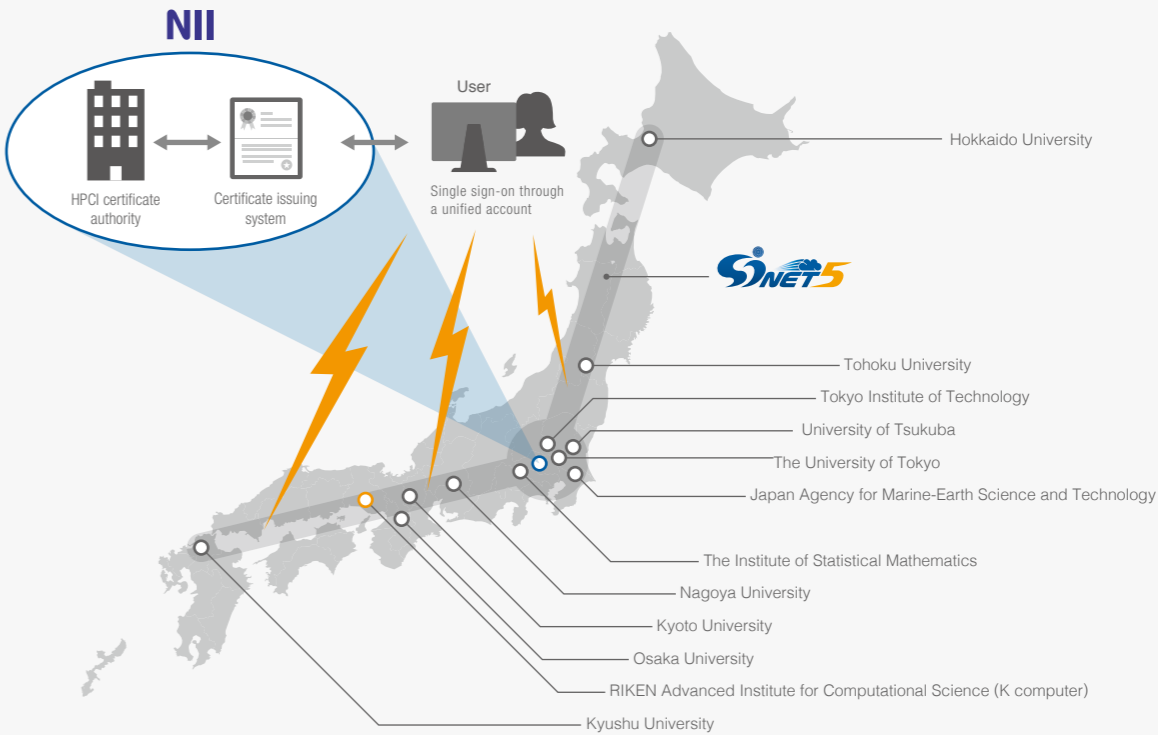 NII
User
HPCI certificate
authority
Certificate issuing
system
Single sign-on through
a unified account
Hokkaido University
SINET5
Tohoku University
Tokyo Institute of Technology
University of Tsukuba
The University of Tokyo
Japan Agency for Marine-Earth Science and Technology
The Institute of Statistical Mathematics
Nagoya University
Kyoto University
Osaka University
RIKEN Advanced Institute for Computational Science (K computer)
Kyushu University